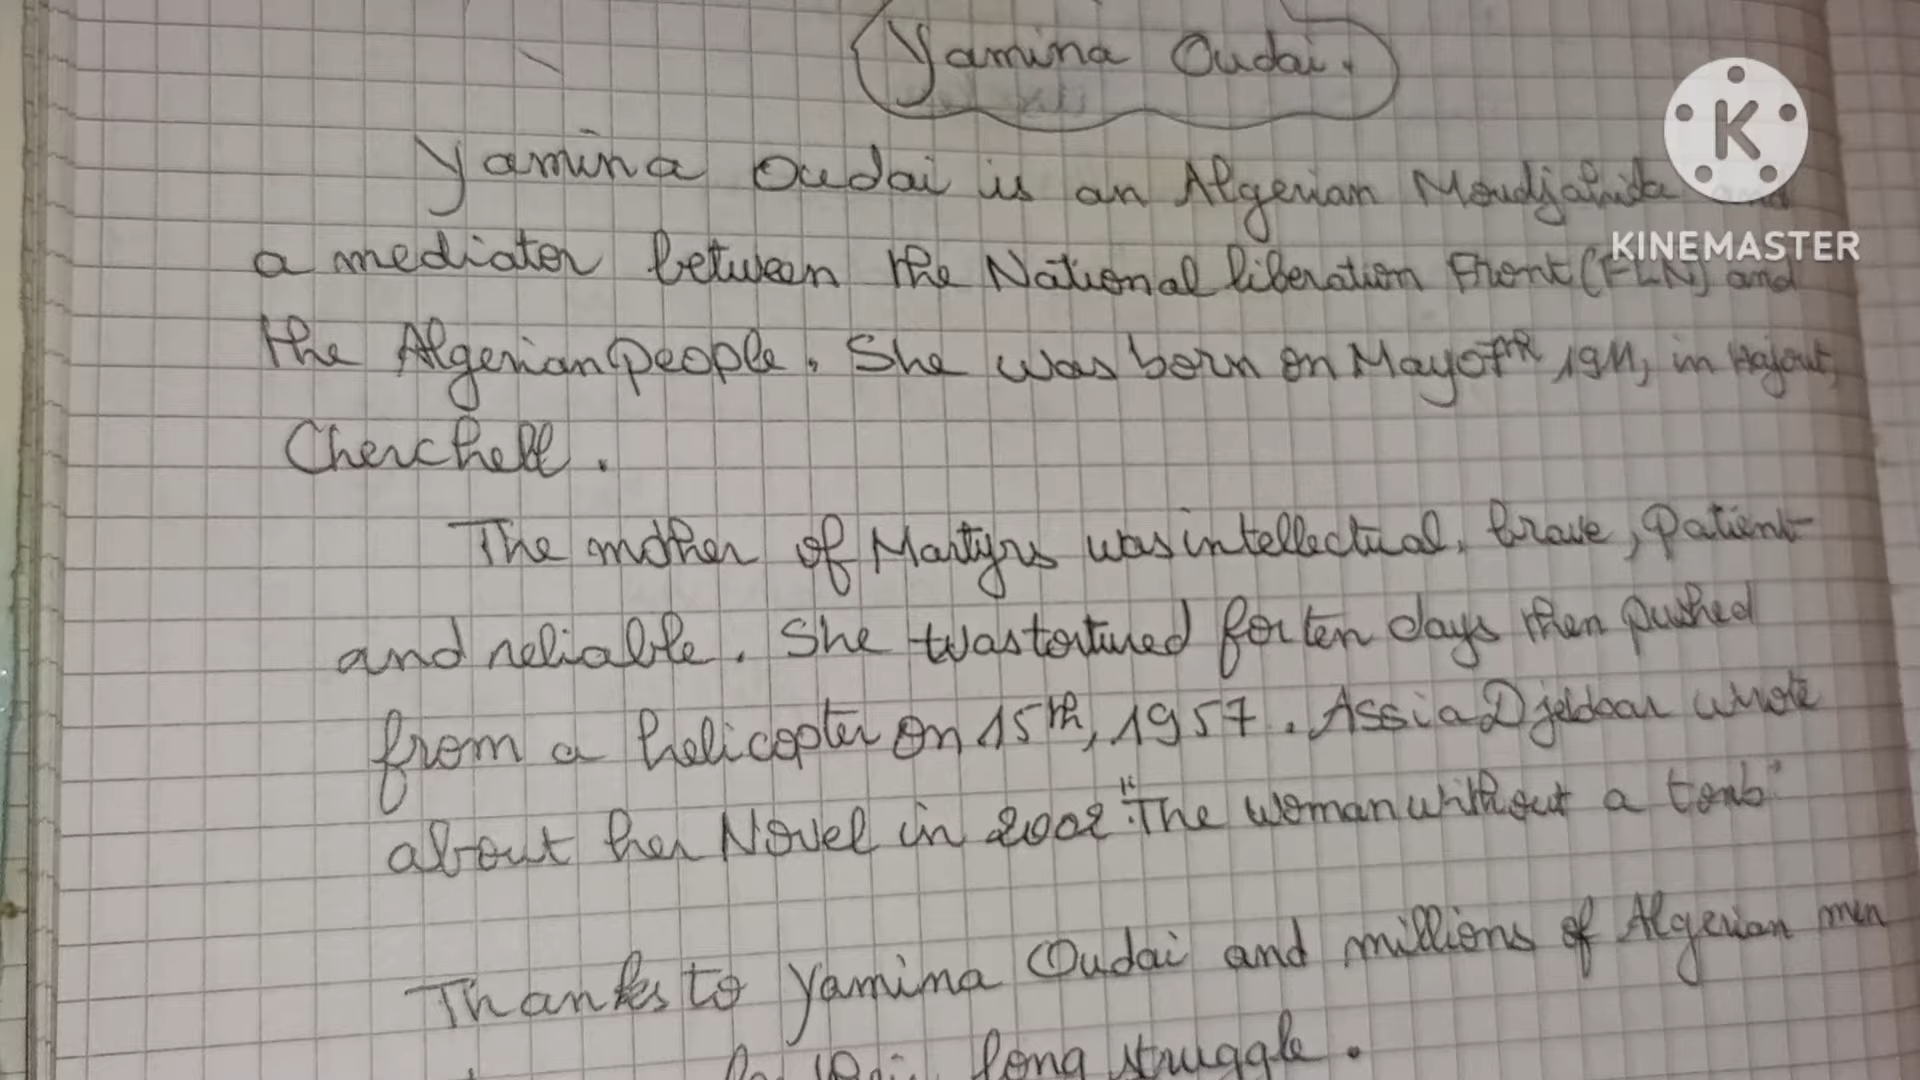 Yamina Oudai.
Yamina Oudai is an Algerian Moudjahida and
a mediator between the National liberation Front (FLN) and
the Algerian people. She was born on May 07th 1911, in Hajout,
Cherchell.
The mother of Martyrs was intellectual, brave, patient
and reliable. She was tortured for ten days then pushed
from a helicopter on 15th, 1957. Assia Djebbar wrote
about her Novel in 2002 "The woman without a tomb"
Thanks to Yamina Oudai and millions of Algerian men
long struggle.
KINEMASTER